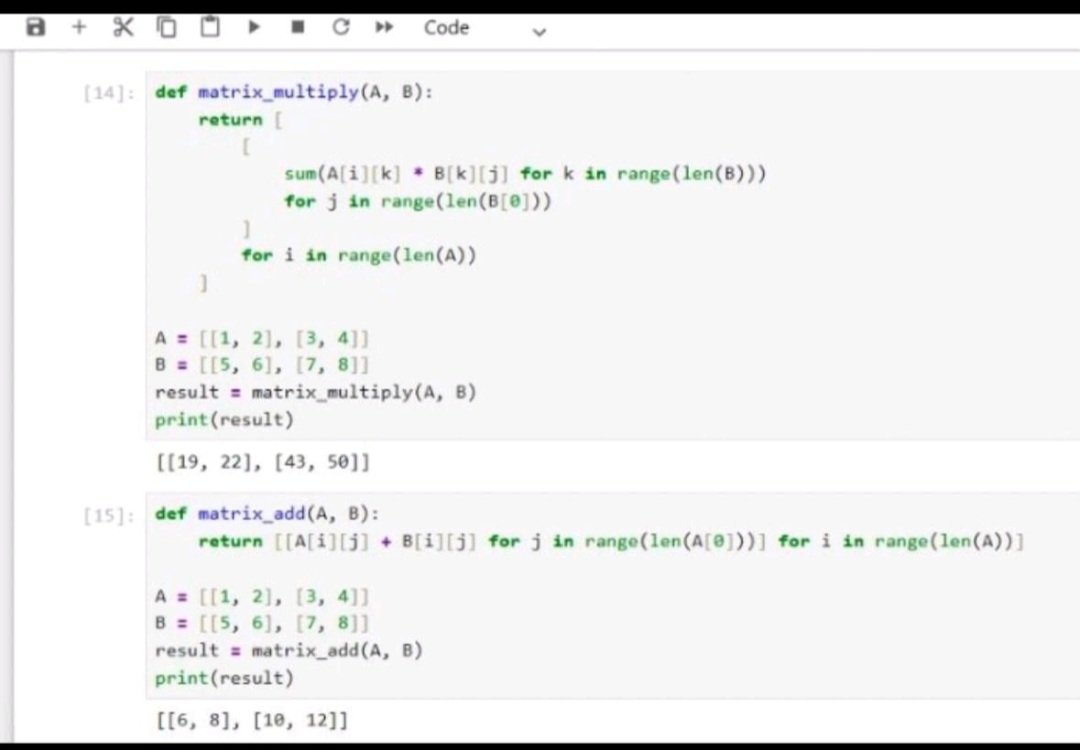 Code
[14]: def matrix_multiply(A, B):
    return [
        [
            sum(A[i][k] * B[k][j] for k in range(len(B)))
            for j in range(len(B[0]))
        ]
        for i in range(len(A))
    ]
A = [[1, 2], [3, 4]]
B = [[5, 6], [7, 8]]
result = matrix_multiply(A, B)
print(result)
[[19, 22], [43, 50]]
[15]: def matrix_add(A, B):
    return [[A[i][j] + B[i][j] for j in range(len(A[0]))] for i in range(len(A))]
A = [[1, 2], [3, 4]]
B = [[5, 6], [7, 8]]
result = matrix_add(A, B)
print(result)
[[6, 8], [10, 12]]